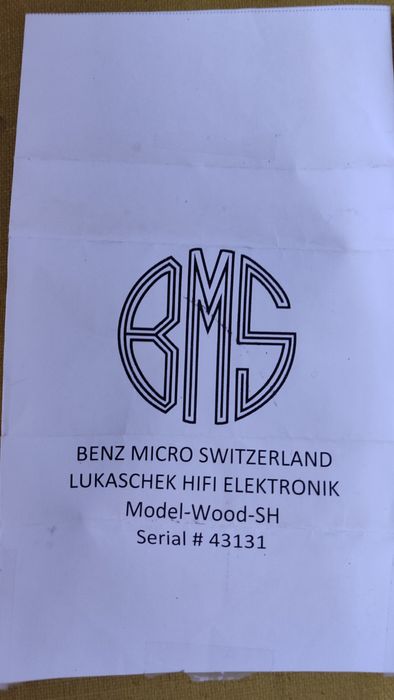 BMS
BENZ MICRO SWITZERLAND
LUKASCHEK HIFI ELEKTRONIK
Model-Wood-SH
Serial # 43131